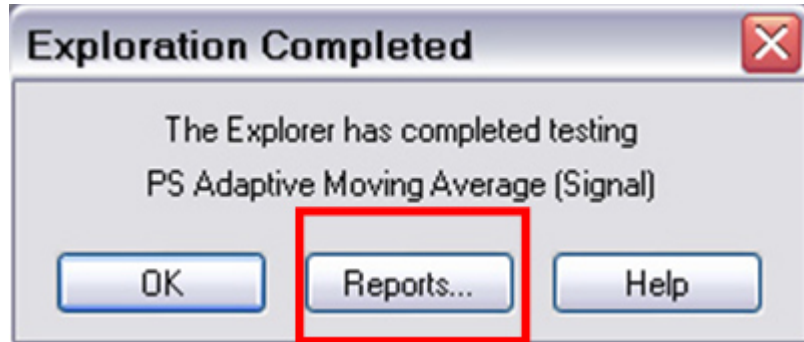 Exploration Completed
The Explorer has completed testing
PS Adaptive Moving Average (Signal)
OK
Reports...
Help